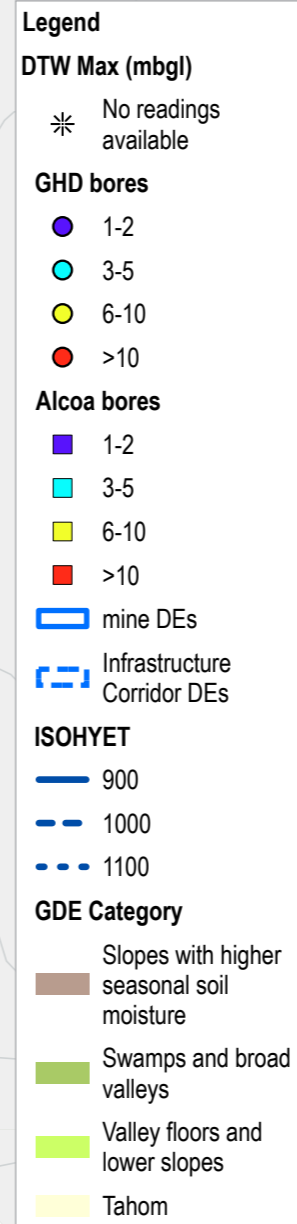 Legend
DTW Max (mbgl)
No readings
available
GHD bores
1-2
3-5
6-10
>10
Alcoa bores
1-2
3-5
6-10
>10
mine DEs
Infrastructure
Corridor DEs
ISOHYET
900
1000
1100
GDE Category
Slopes with higher
seasonal soil
moisture
Swamps and broad
valleys
Valley floors and
lower slopes
Tahom